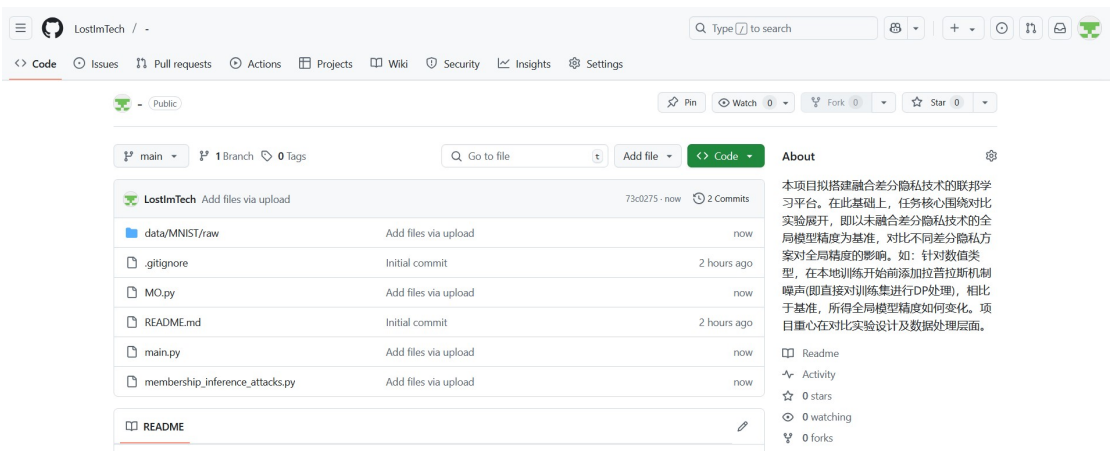 LostImTech / -
Type / to search
Code Issues Pull requests Actions Projects Wiki Security Insights Settings
- Public
Pin Watch 0 Fork 0 Star 0
main 1 Branch 0 Tags
Go to file t Add file Code
LostImTech Add files via upload 73c0275 · now 2 Commits
data/MNIST/raw Add files via upload now
.gitignore Initial commit 2 hours ago
MO.py Add files via upload now
README.md Initial commit 2 hours ago
main.py Add files via upload now
membership_inference_attacks.py Add files via upload now
README
About
本项目拟搭建融合差分隐私技术的联邦学
习平台。在此基础上，任务核心围绕对比
实验展开，即以未融合差分隐私技术的全
局模型精度为基准，对比不同差分隐私方
案对全局精度的影响。如：针对数值类
型，在本地训练开始前添加拉普拉斯机制
噪声(即直接对训练集进行DP处理)，相比
于基准，所得全局模型精度如何变化。项
目重心在对比实验设计及数据处理层面。
Readme
Activity
0 stars
0 watching
0 forks